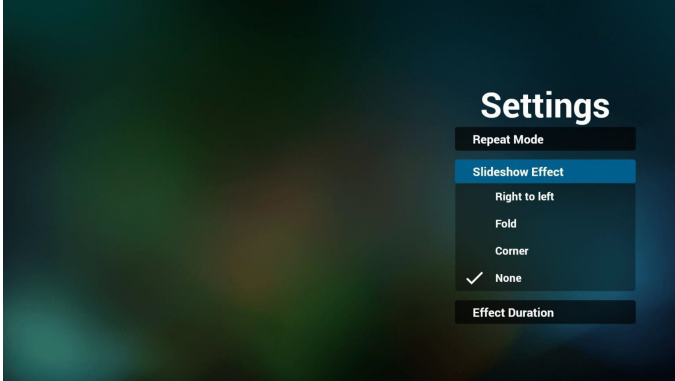 Settings
Repeat Mode
Slideshow Effect
Right to left
Fold
Corner
None
Effect Duration